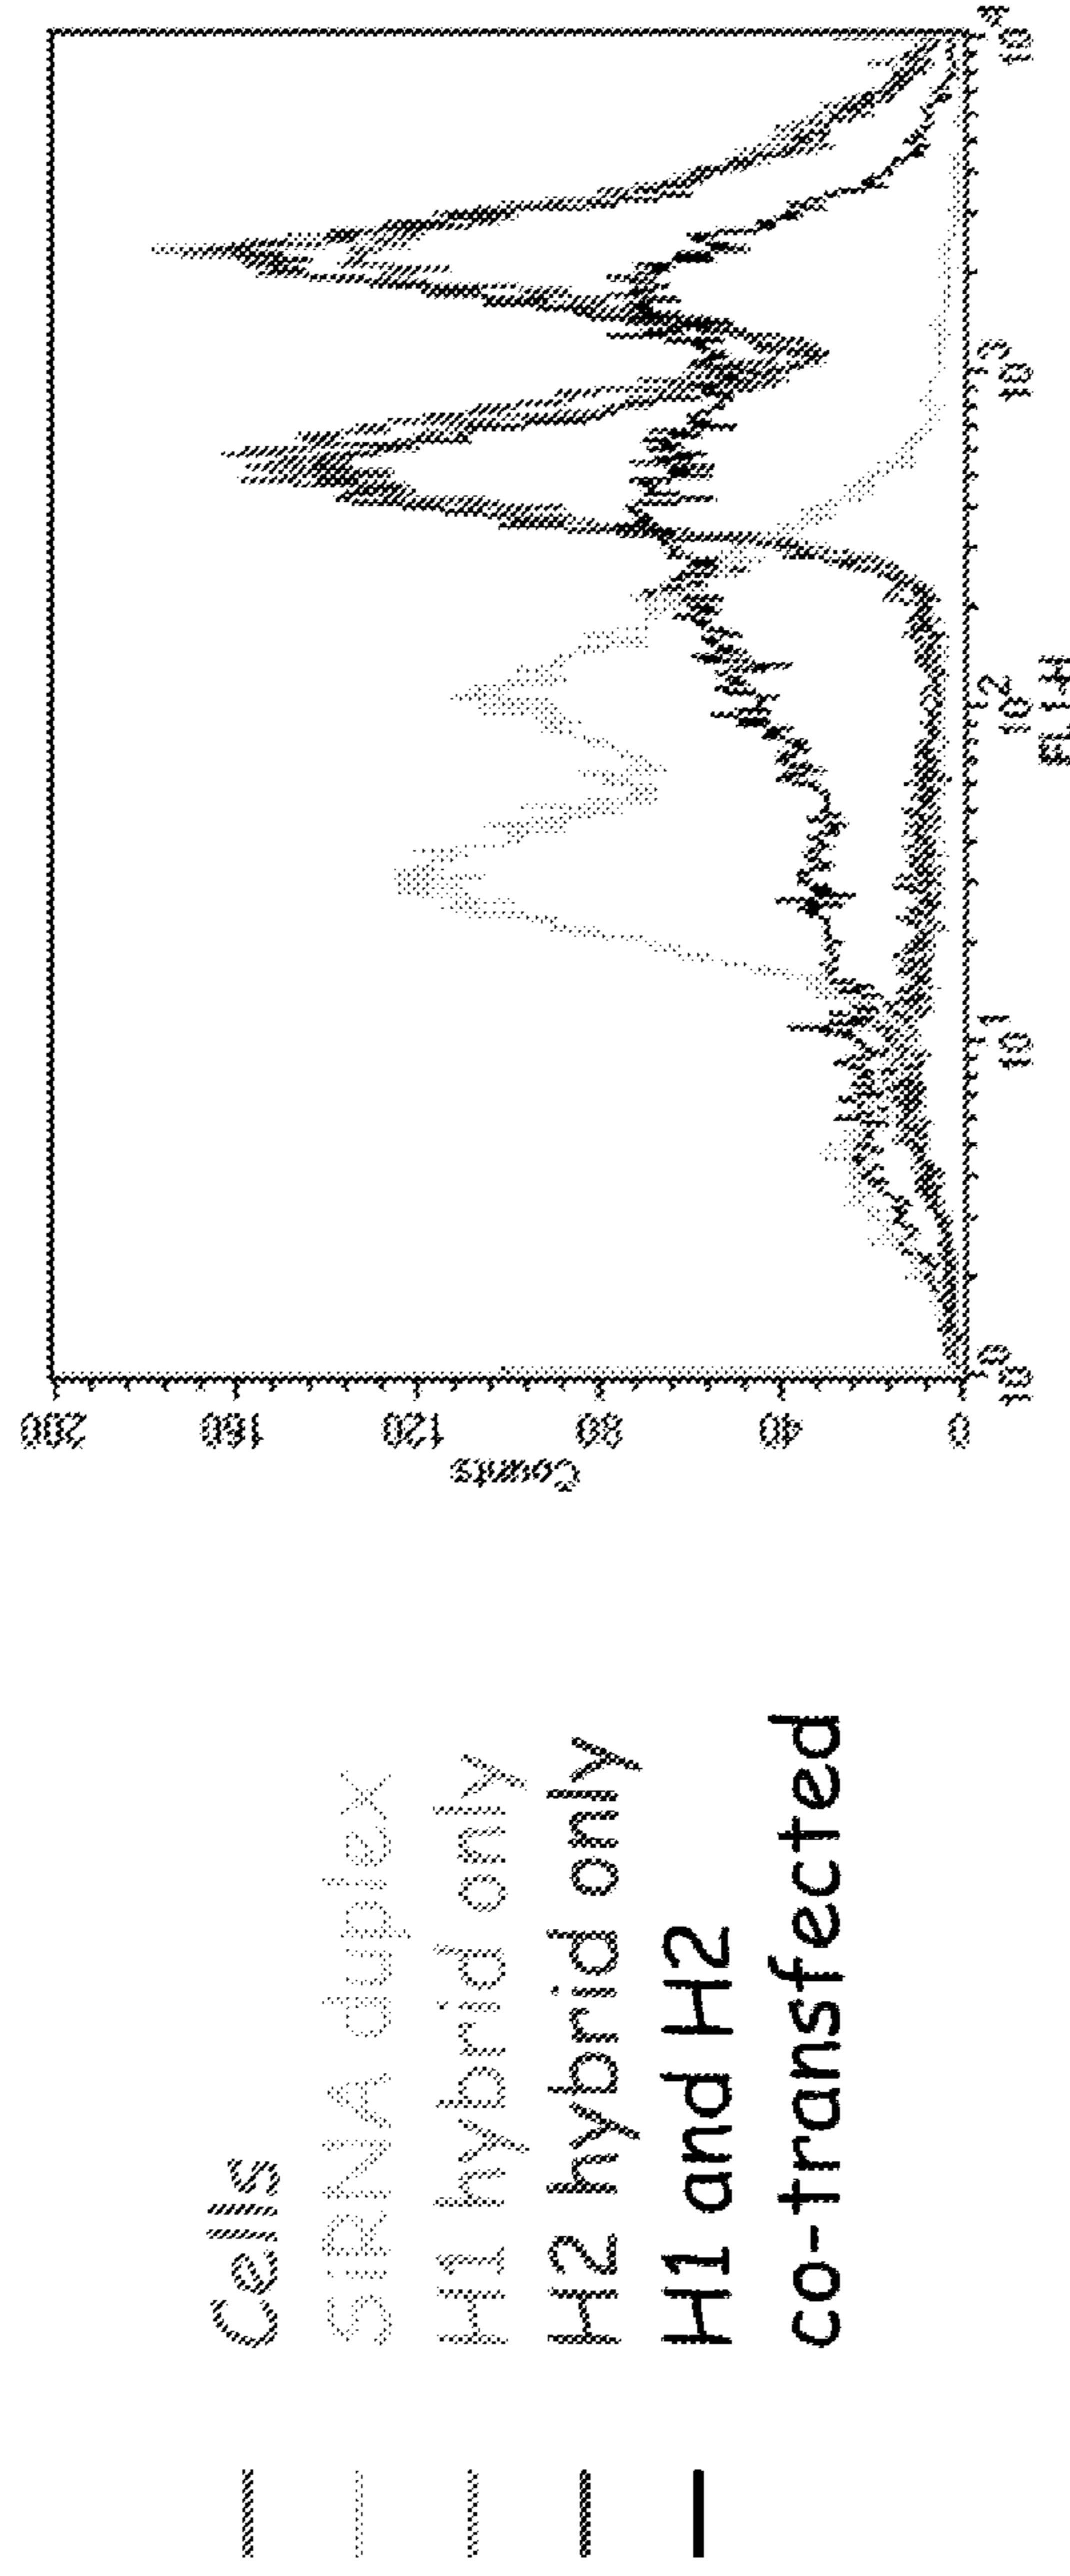 Cells
SiRNA duplex
H1 hybrid only
H2 hybrid only
H1 and H2
co-transfected
Counts
200
160
120
80
40
0
10^0
10^1
10^2
10^3
10^4
FL1-H